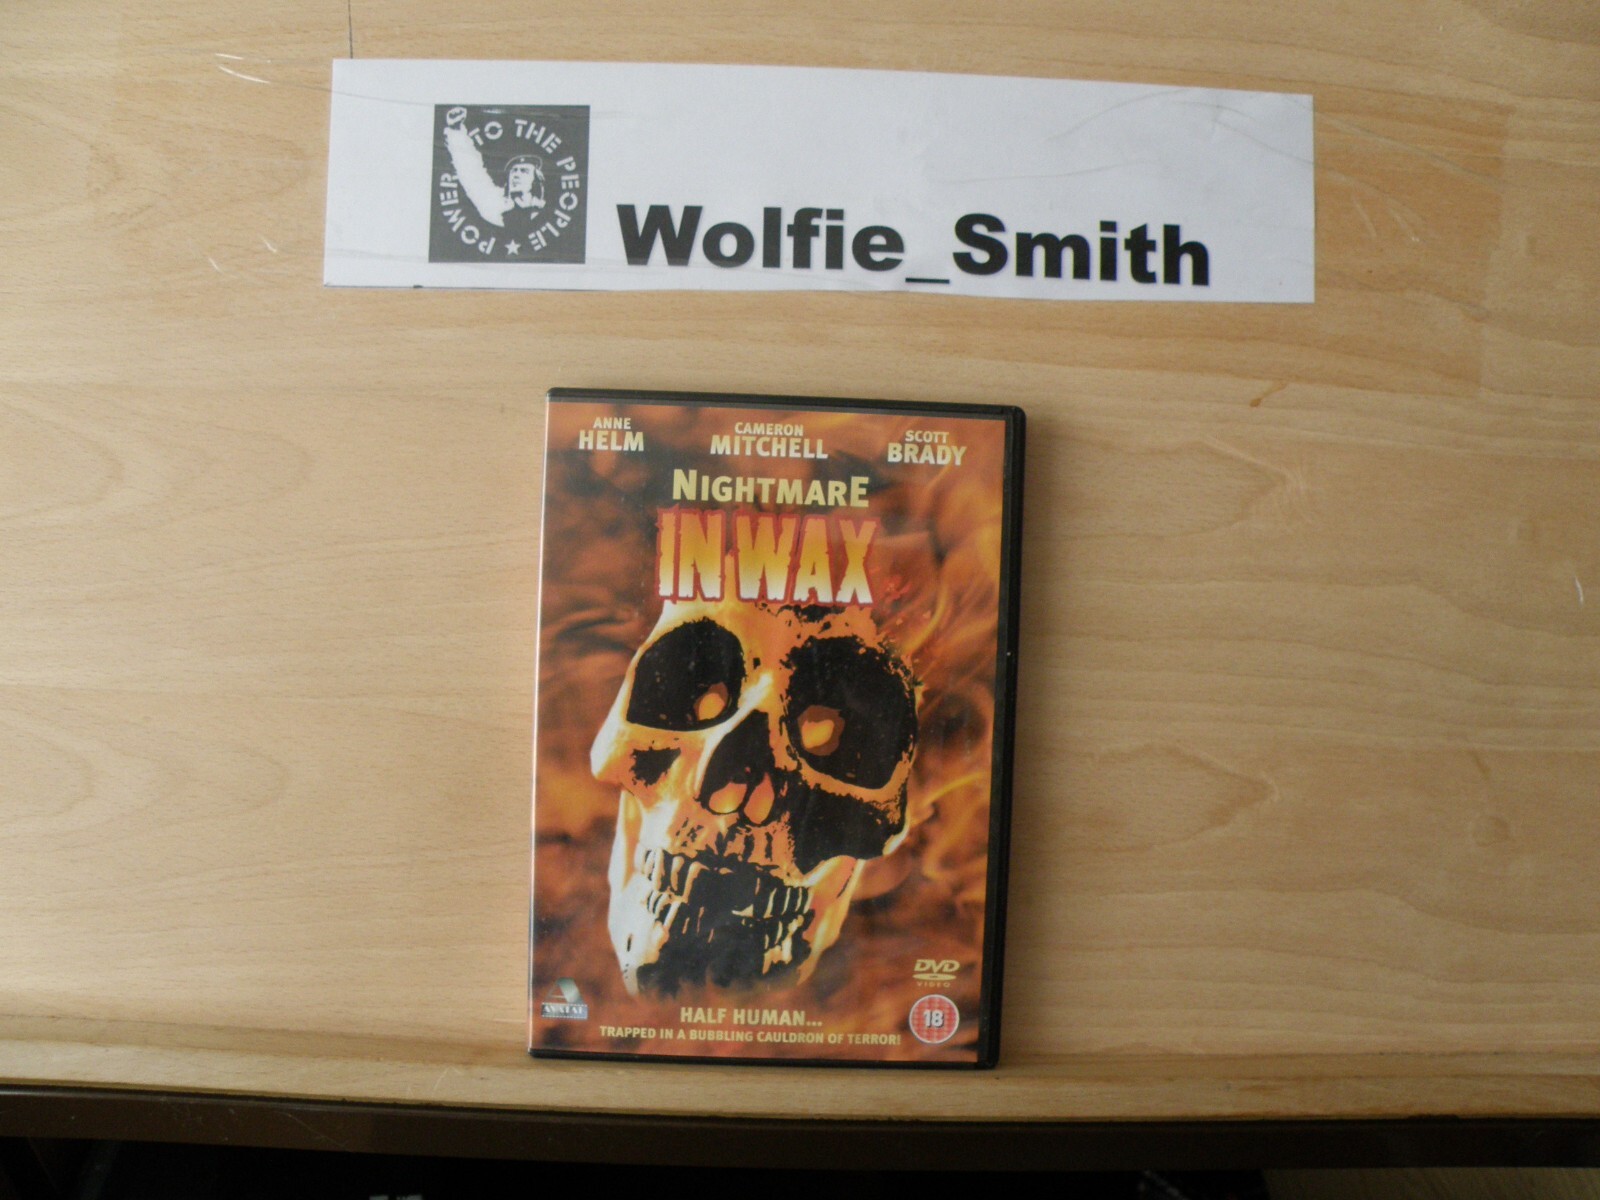 POWER TO THE PEOPLE
Wolfie_Smith
ANNE HELM
CAMERON MITCHELL
SCOTT BRADY
NIGHTMARE
IN WAX
DVD
VIDEO
AVATAR
18
HALF HUMAN...
TRAPPED IN A BUBBLING CAULDRON OF TERROR!